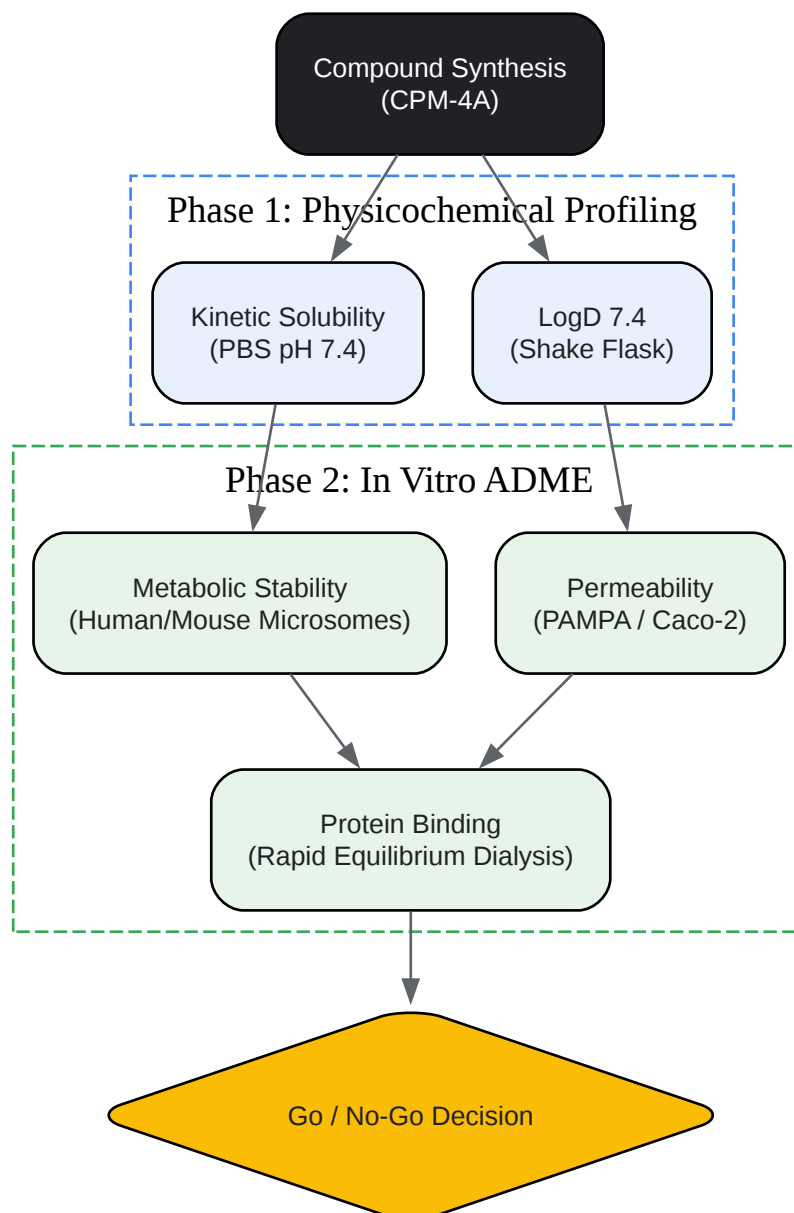 Compound Synthesis
(CPM-4A)
Phase 1: Physicochemical Profiling
Kinetic Solubility
(PBS pH 7.4)
LogD 7.4
(Shake Flask)
Phase 2: In Vitro ADME
Metabolic Stability
(Human/Mouse Microsomes)
Permeability
(PAMPA / Caco-2)
Protein Binding
(Rapid Equilibrium Dialysis)
Go / No-Go Decision